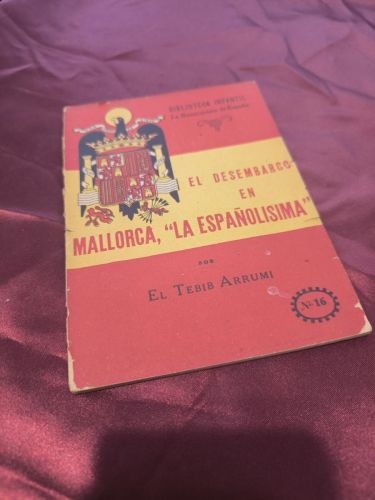 BIBLIOTECA INFANTIL
La Reconquista de España
EL DESEMBARCO
EN
MALLORCA, "LA ESPAÑOLISIMA"
POR
EL TEBIB ARRUMI
Nº 16